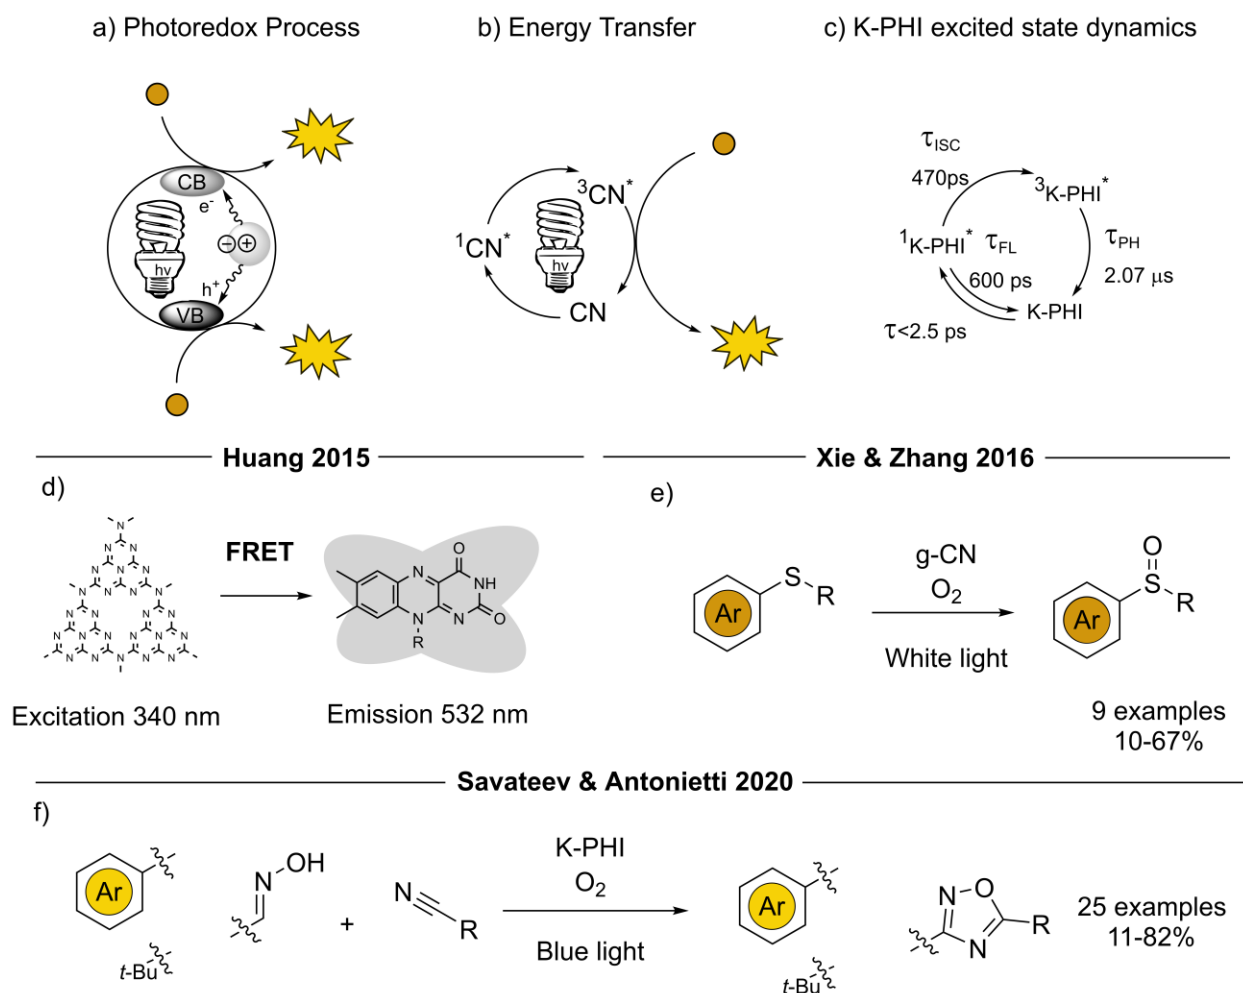 a) Photoredox Process
b) Energy Transfer
c) K-PHI excited state dynamics
CB
e-
hν
h+
VB
³CN*
¹CN*
hν
CN
τISC
470ps
³K-PHI*
¹K-PHI*
τFL
600 ps
τPH
2.07 μs
K-PHI
τ<2.5 ps
Huang 2015
Xie & Zhang 2016
d)
FRET
N
N
O
NH
O
N
N
R
Excitation 340 nm
Emission 532 nm
e)
Ar
S
R
g-CN
O2
White light
O
S
R
Ar
9 examples
10-67%
Savateev & Antonietti 2020
f)
Ar
t-Bu
N
OH
+
N
R
K-PHI
O2
Blue light
Ar
t-Bu
N
O
N
R
25 examples
11-82%